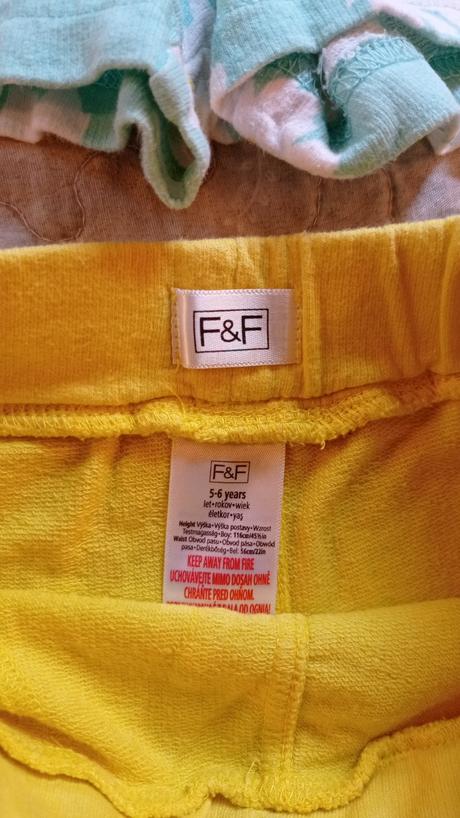 F&F
F&F
5-6 years
let•rokov•wiek
életkor•yaş
Height Výška•Výška postavy•Wzrost
Testmagasság•Boy: 116cm/45½in
Waist Obvod pasu•Obvod pása•Obwód
pasa•Derékbőség•Bel: 56cm/22in
KEEP AWAY FROM FIRE
UCHOVÁVEJTE MIMO DOSAH OHNĚ
CHRÁŇTE PRED OHŇOM.
OD OGNIA!